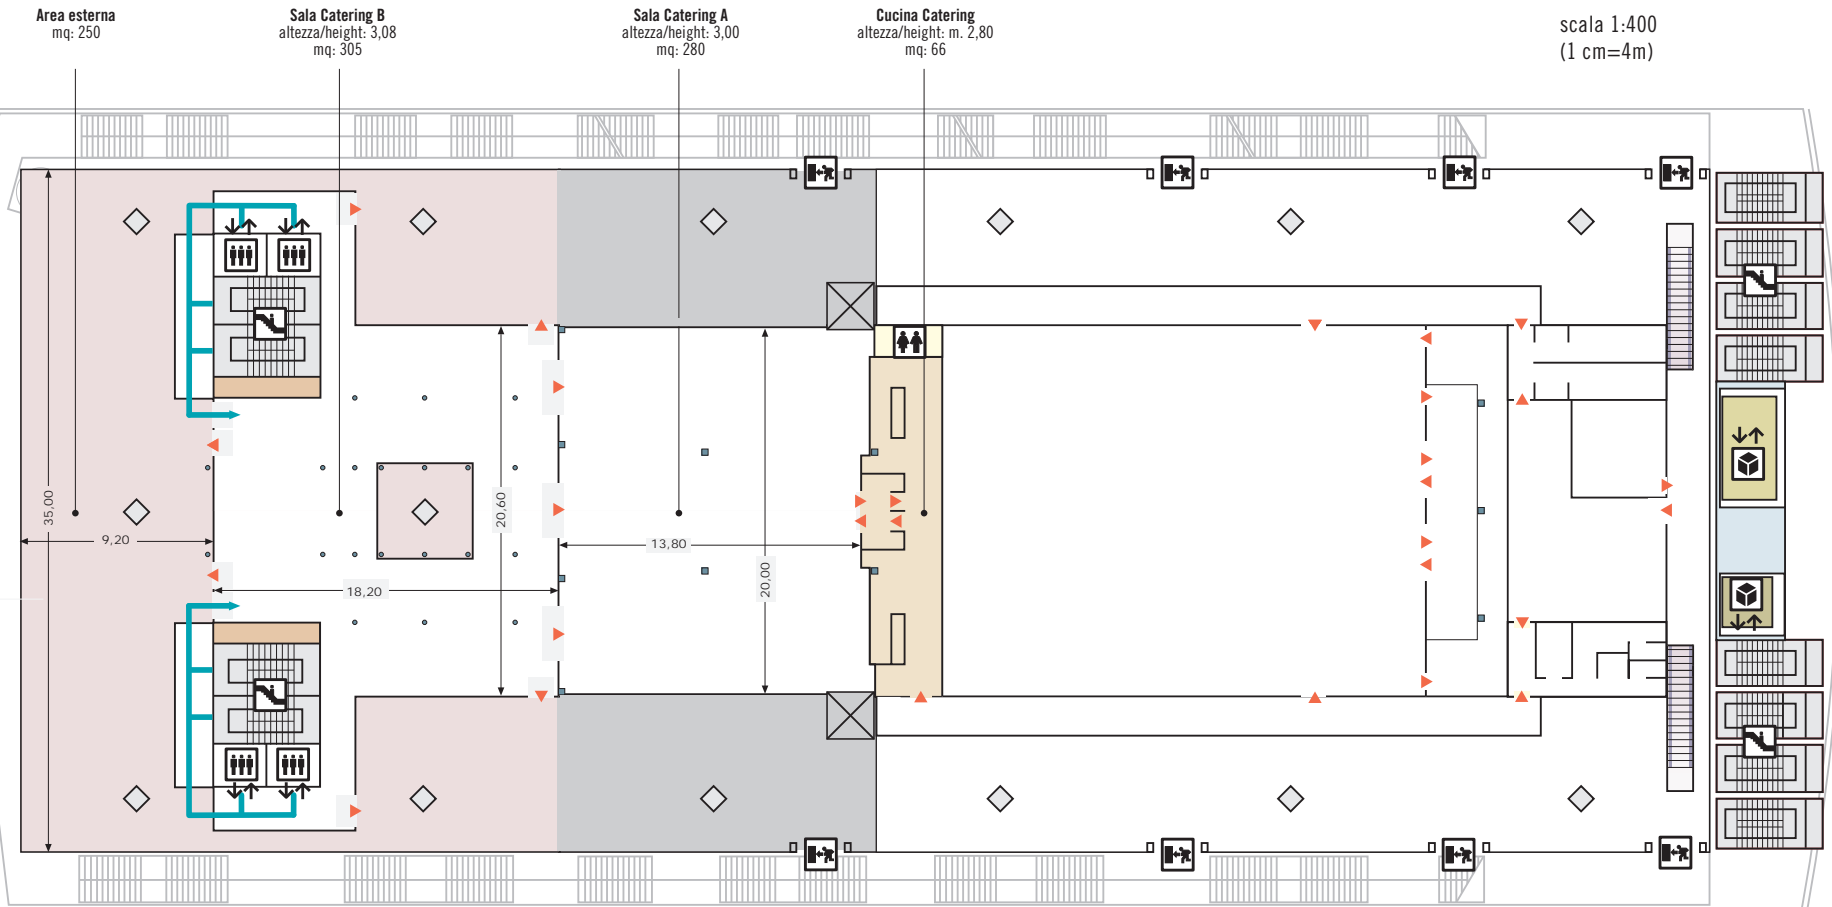 Area esterna
mq: 250
Sala Catering B
altezza/height: 3,08
mq: 305
Sala Catering A
altezza/height: 3,00
mq: 280
Cucina Catering
altezza/height: m. 2,80
mq: 66
scala 1:400
(1 cm=4m)
35,00
9,20
18,20
20,60
13,80
20,00